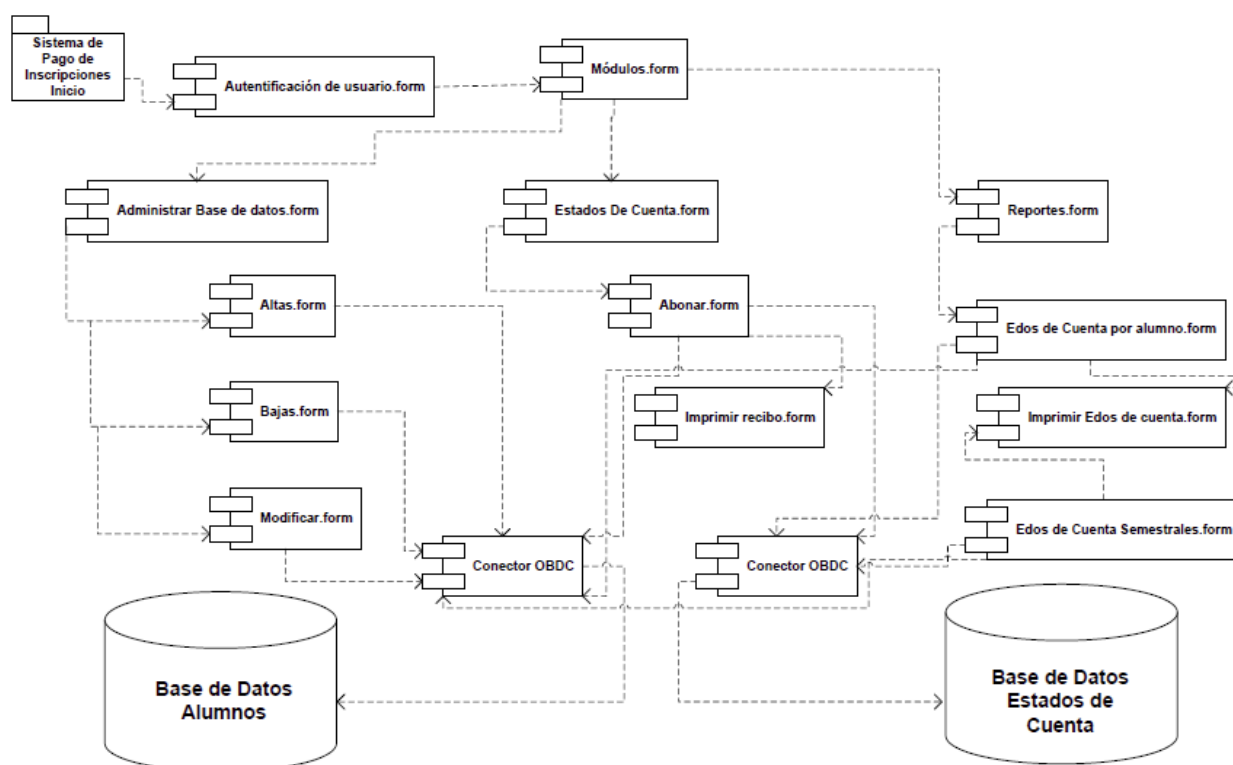 Sistema de
Pago de
Inscripciones
Inicio
Autentificación de usuario.form
Módulos.form
Administrar Base de datos.form
Estados De Cuenta.form
Reportes.form
Altas.form
Abonar.form
Edos de Cuenta por alumno.form
Bajas.form
Imprimir recibo.form
Imprimir Edos de cuenta.form
Modificar.form
Edos de Cuenta Semestrales.form
Conector OBDC
Conector OBDC
Base de Datos
Alumnos
Base de Datos
Estados de
Cuenta